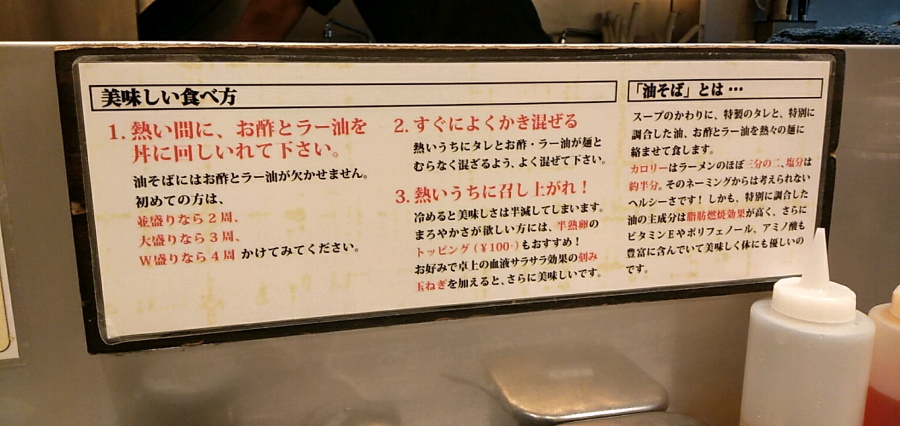 美味しい食べ方
1. 熱い間に、お酢とラー油を
丼に回しいれて下さい。
油そばにはお酢とラー油が欠かせません。
初めての方は、
並盛りなら2周、
大盛りなら3周、
W盛りなら4周 かけてみてください。
2. すぐによくかき混ぜる
熱いうちにタレとお酢・ラー油が麺と
むらなく混ざるよう、よく混ぜて下さい。
3. 熱いうちに召し上がれ！
冷めると美味しさは半減してしまいます。
まろやかさが欲しい方には、半熟卵の
トッピング(¥100-)もおすすめ！
お好みで卓上の血液サラサラ効果の刻み
玉ねぎを加えると、さらに美味しいです。
「油そば」とは…
スープのかわりに、特製のタレと、特別に
調合した油、お酢とラー油を熱々の麺に
絡ませて食します。
カロリーはラーメンのほぼ三分の二、塩分は
約半分。そのネーミングからは考えられない
ヘルシーさです！しかも、特別に調合した
油の主成分は脂肪燃焼効果が高く、さらに
ビタミンEやポリフェノール、アミノ酸も
豊富に含んでいて美味しく体にも優しいの
です。